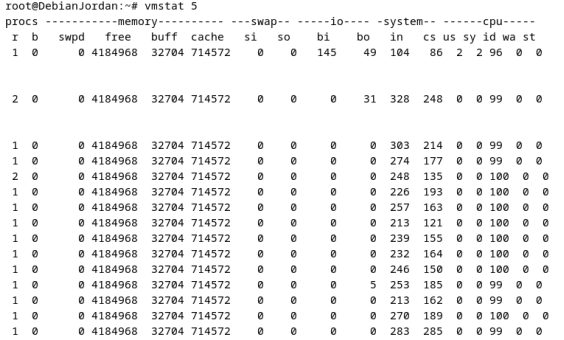 root@DebianJordan:~# vmstat 5
procs -----------memory---------- ---swap-- -----io---- -system-- ------cpu-----
 r  b   swpd   free   buff  cache   si   so    bi    bo   in   cs us sy id wa st
 1  0      0 4184968  32704 714572    0    0   145    49  104   86  2  2 96  0  0
 2  0      0 4184968  32704 714572    0    0     0    31  328  248  0  0 99  0  0
 1  0      0 4184968  32704 714572    0    0     0     0  303  214  0  0 99  0  0
 1  0      0 4184968  32704 714572    0    0     0     0  274  177  0  0 99  0  0
 2  0      0 4184968  32704 714572    0    0     0     0  248  135  0  0 100  0  0
 1  0      0 4184968  32704 714572    0    0     0     0  226  193  0  0 100  0  0
 1  0      0 4184968  32704 714572    0    0     0     0  257  163  0  0 100  0  0
 1  0      0 4184968  32704 714572    0    0     0     0  213  121  0  0 100  0  0
 1  0      0 4184968  32704 714572    0    0     0     0  239  155  0  0 100  0  0
 1  0      0 4184968  32704 714572    0    0     0     0  232  164  0  0 100  0  0
 1  0      0 4184968  32704 714572    0    0     0     0  246  150  0  0 100  0  0
 1  0      0 4184968  32704 714572    0    0     0     5  253  185  0  0 99  0  0
 1  0      0 4184968  32704 714572    0    0     0     0  213  162  0  0 99  0  0
 1  0      0 4184968  32704 714572    0    0     0     0  270  189  0  0 100  0  0
 1  0      0 4184968  32704 714572    0    0     0     0  283  285  0  0 99  0  0